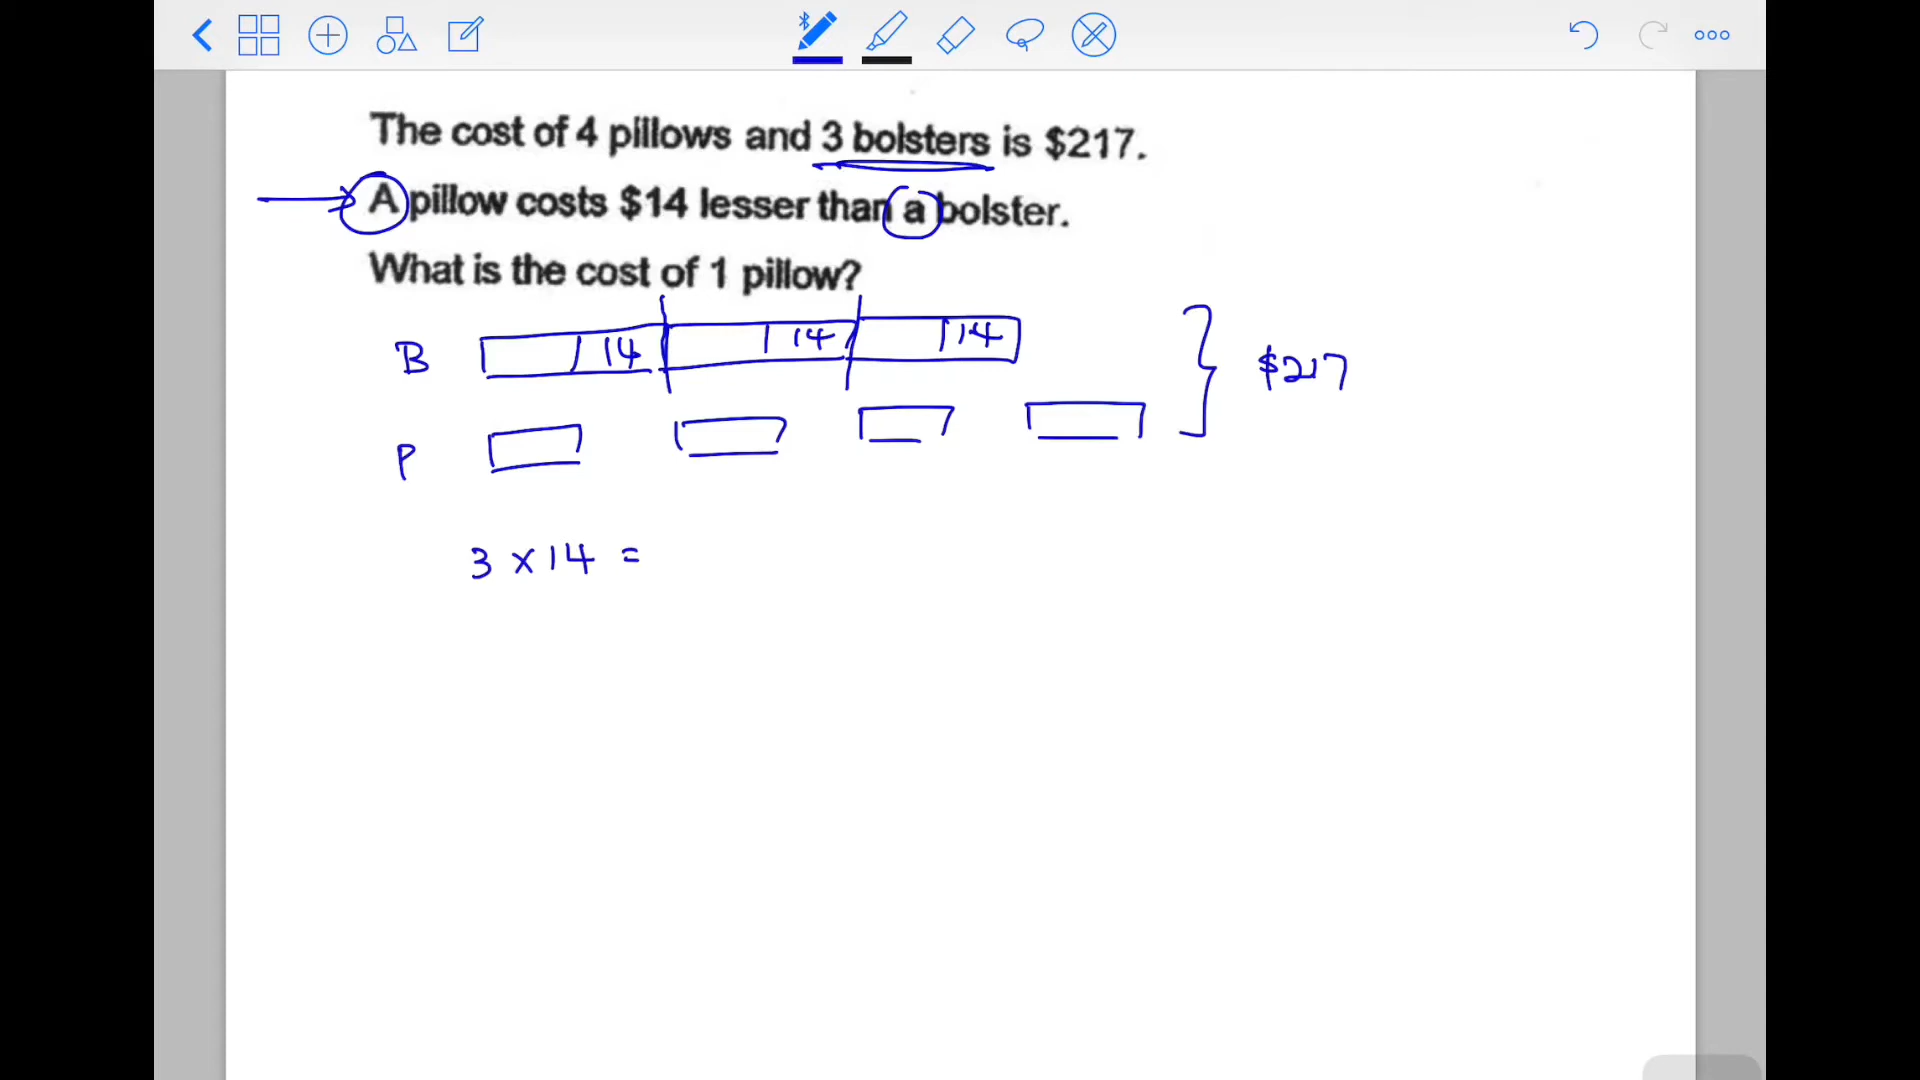 The cost of 4 pillows and 3 bolsters is $217.
A pillow costs $14 lesser than a bolster.
What is the cost of 1 pillow?
B 14 14 14 $217
P
3 x 14 =